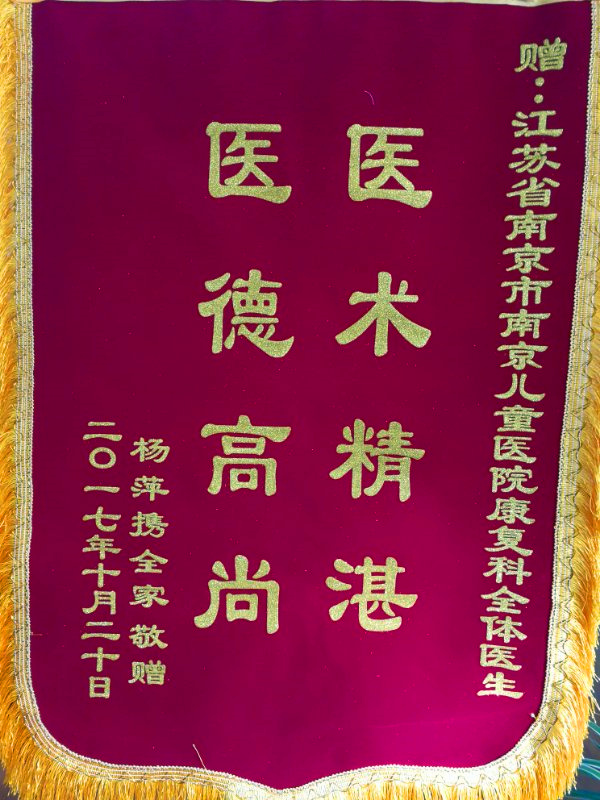 赠:江苏省南京市南京儿童医院康复科全体医生
医术精湛
医德高尚
杨萍携全家敬赠
二〇一七年十月二十日